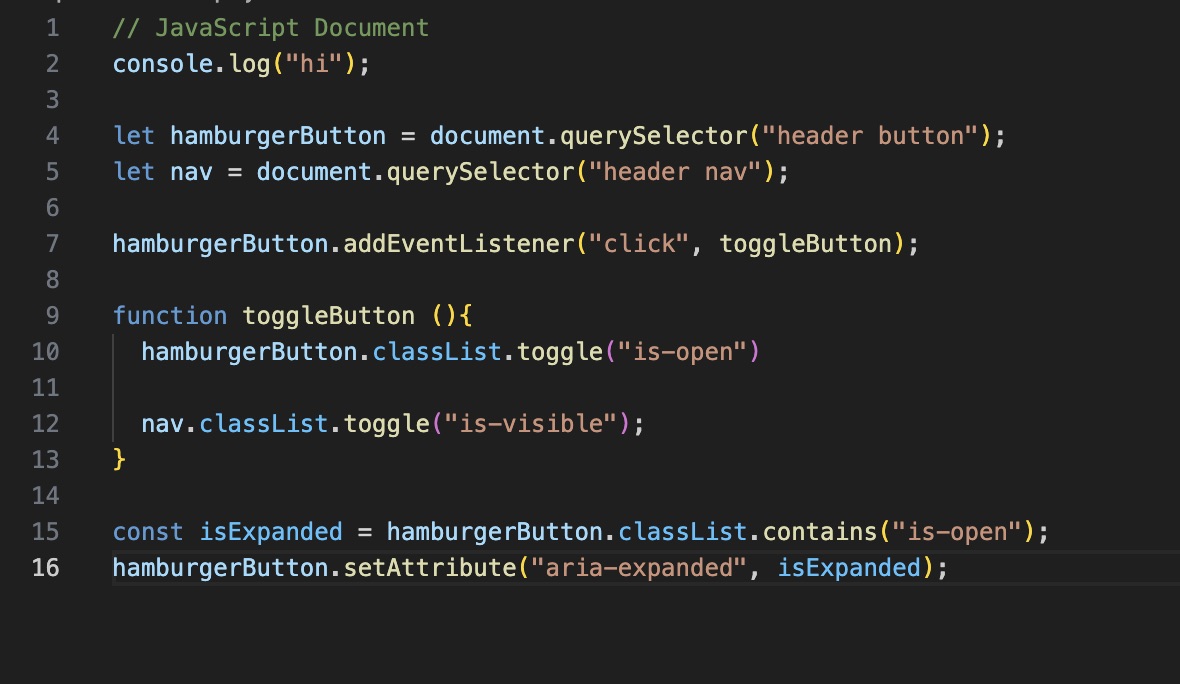 1 // JavaScript Document
2 console.log("hi");
3
4 let hamburgerButton = document.querySelector("header button");
5 let nav = document.querySelector("header nav");
6
7 hamburgerButton.addEventListener("click", toggleButton);
8
9 function toggleButton (){
10 hamburgerButton.classList.toggle("is-open")
11
12 nav.classList.toggle("is-visible");
13 }
14
15 const isExpanded = hamburgerButton.classList.contains("is-open");
16 hamburgerButton.setAttribute("aria-expanded", isExpanded);